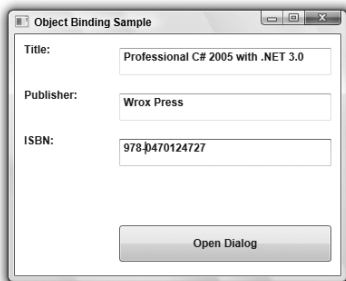 Object Binding Sample
Title:
Professional C# 2005 with .NET 3.0
Publisher:
Wrox Press
ISBN:
978-0470124727
Open Dialog